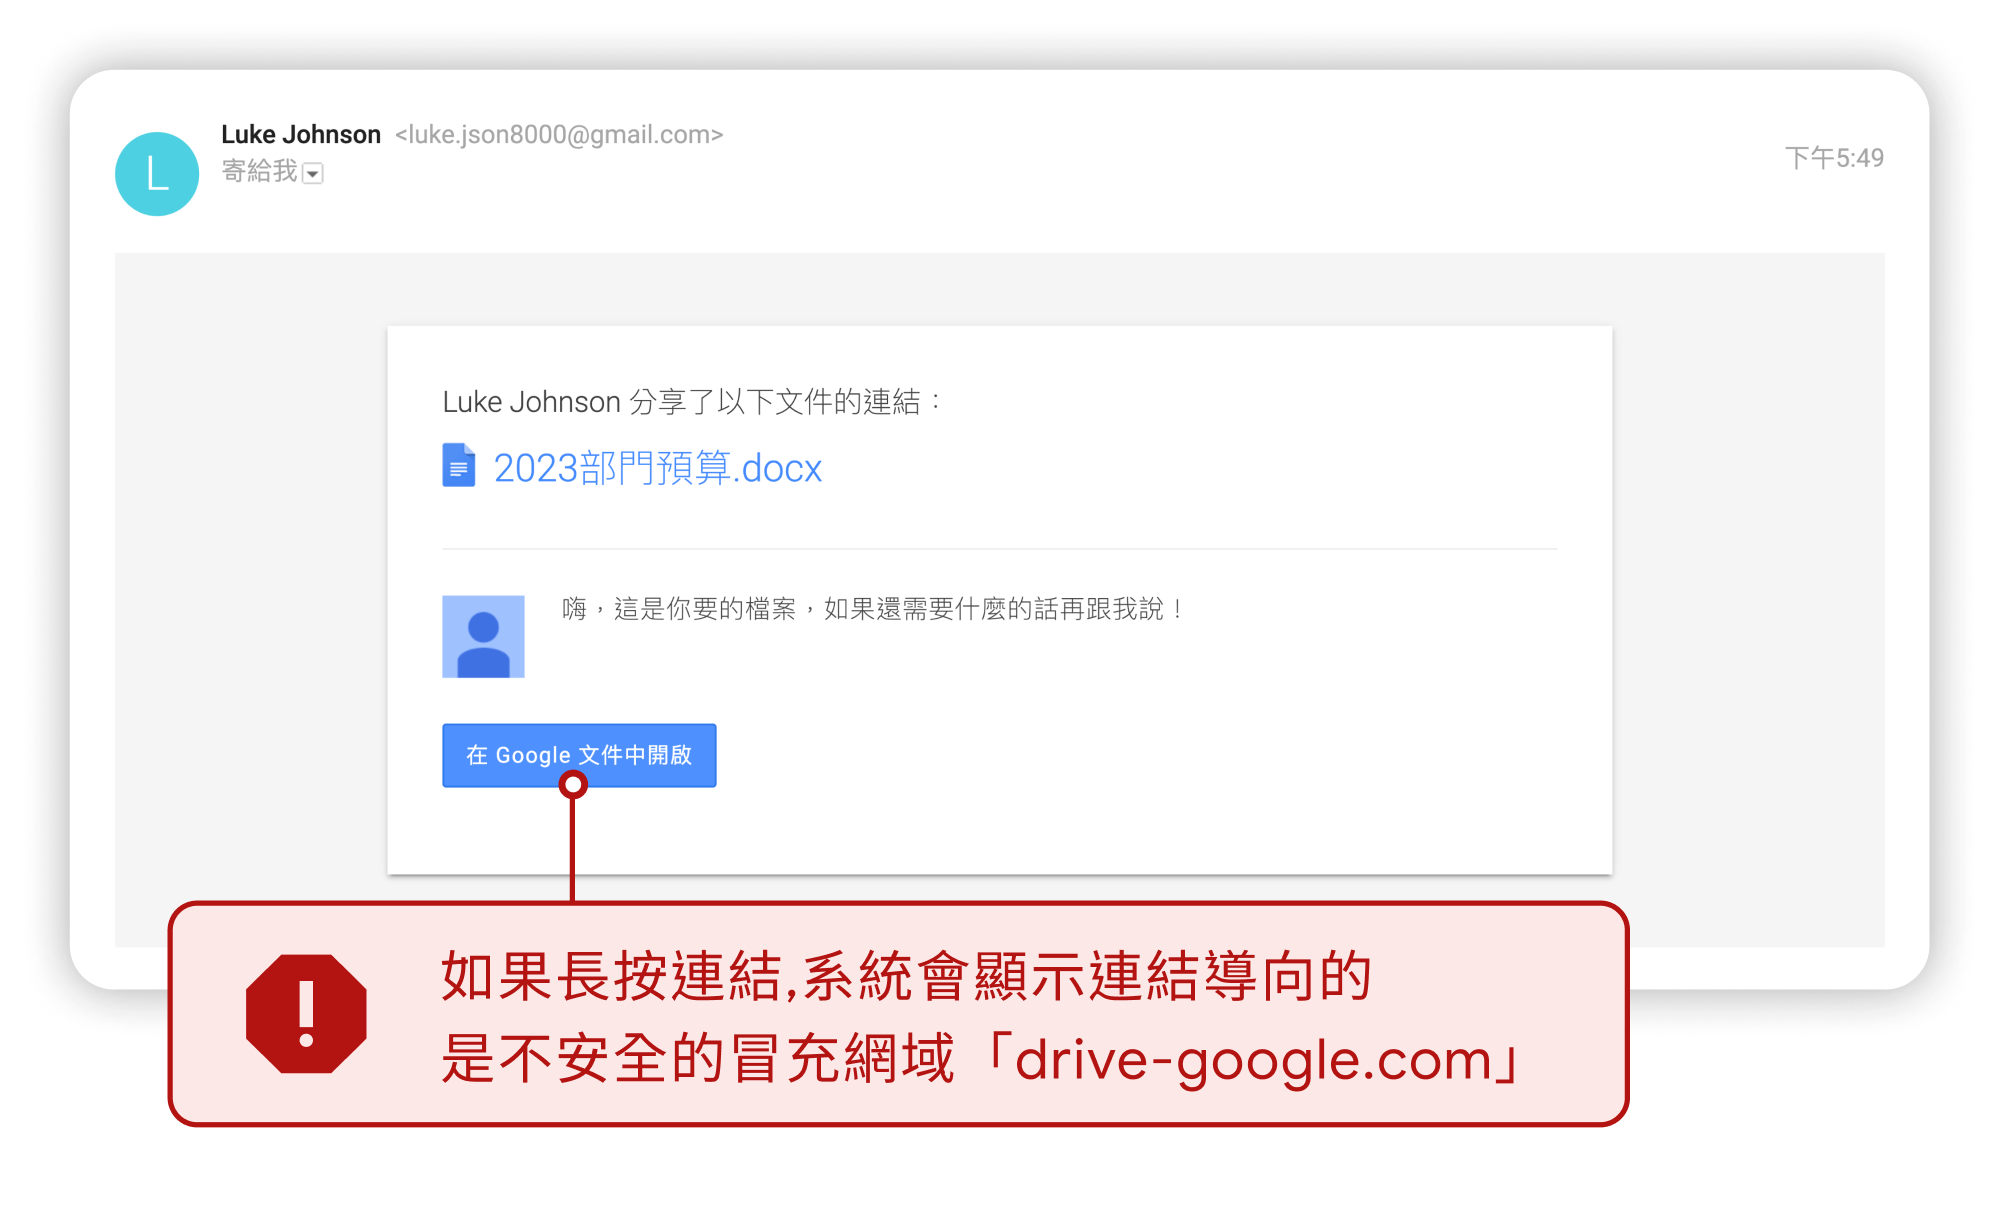 Luke Johnson <luke.json8000@gmail.com>
寄給我
下午5:49
L
Luke Johnson 分享了以下文件的連結：
2023部門預算.docx
嗨，這是你要的檔案，如果還需要什麼的話再跟我說！
在 Google 文件中開啟
如果長按連結,系統會顯示連結導向的
是不安全的冒充網域「drive-google.com」